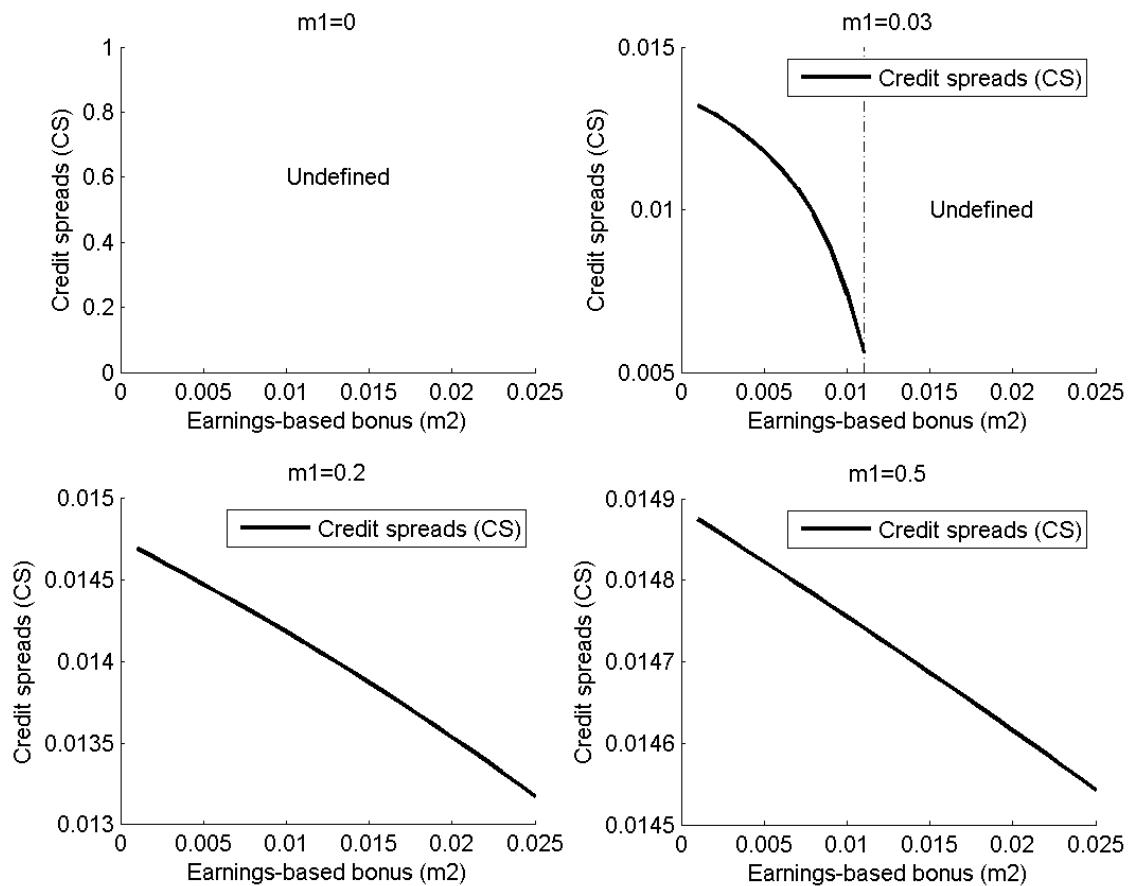 m1=0
1
0.8
0.6
0.4
0.2
0
Credit spreads (CS)
Undefined
0 0.005 0.01 0.015 0.02 0.025
Earnings-based bonus (m2)
m1=0.03
0.015
0.01
0.005
Credit spreads (CS)
Credit spreads (CS)
Undefined
0 0.005 0.01 0.015 0.02 0.025
Earnings-based bonus (m2)
m1=0.2
0.015
0.0145
0.014
0.0135
0.013
Credit spreads (CS)
Credit spreads (CS)
0 0.005 0.01 0.015 0.02 0.025
Earnings-based bonus (m2)
m1=0.5
0.0149
0.0148
0.0147
0.0146
0.0145
Credit spreads (CS)
Credit spreads (CS)
0 0.005 0.01 0.015 0.02 0.025
Earnings-based bonus (m2)